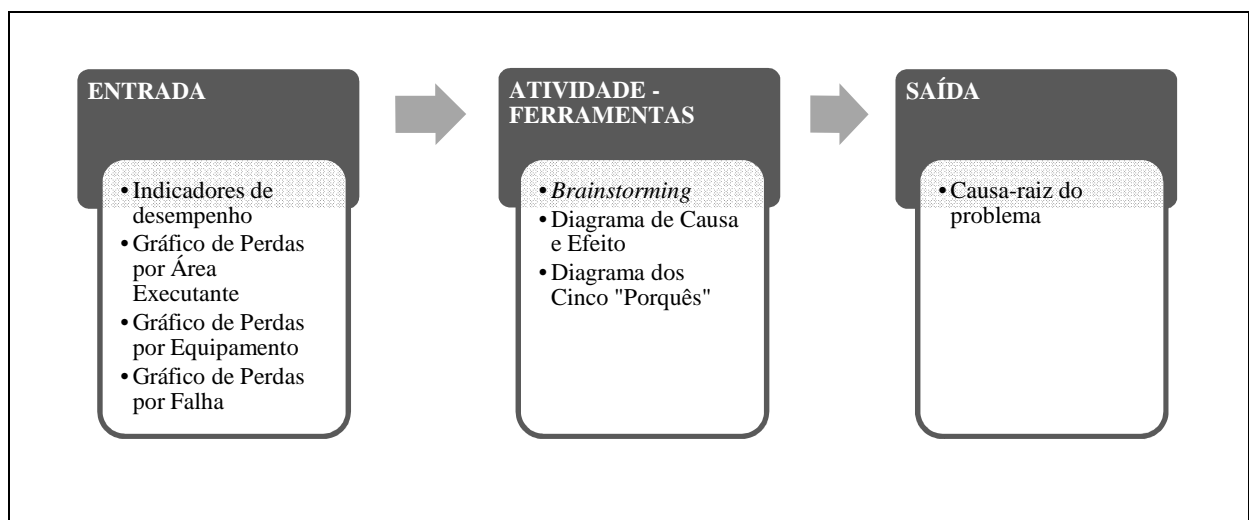 ENTRADA
• Indicadores de
desempenho
• Gráfico de Perdas
por Área
Executante
• Gráfico de Perdas
por Equipamento
• Gráfico de Perdas
por Falha
ATIVIDADE -
FERRAMENTAS
• Brainstorming
• Diagrama de Causa
e Efeito
• Diagrama dos
Cinco "Porquês"
SAÍDA
• Causa-raiz do
problema